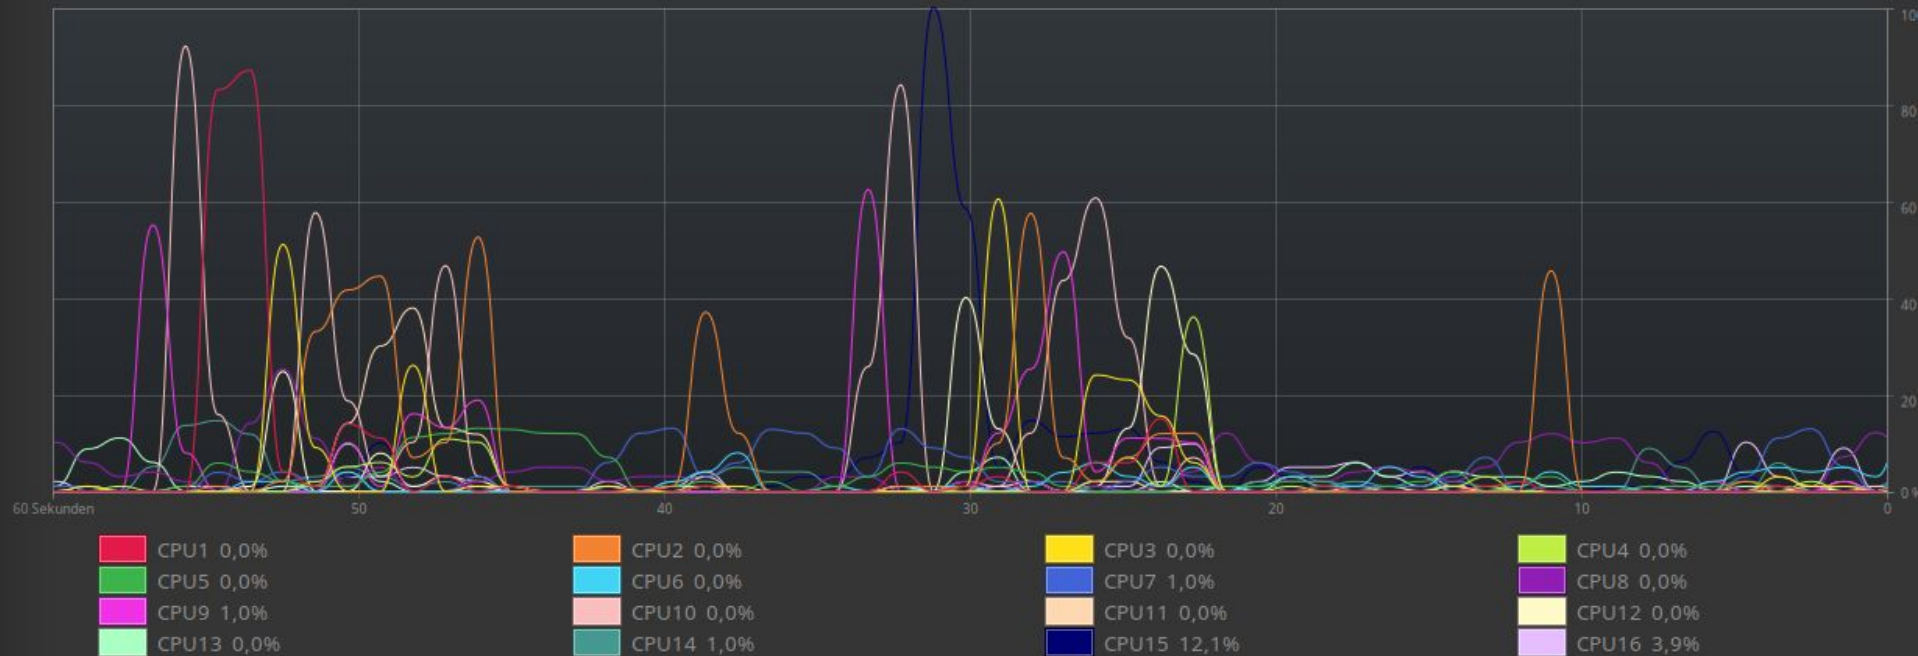 10
80
60
40
20
0 %
60 Sekunden 50 40 30 20 10 0
CPU1 0,0% CPU2 0,0% CPU3 0,0% CPU4 0,0%
CPU5 0,0% CPU6 0,0% CPU7 1,0% CPU8 0,0%
CPU9 1,0% CPU10 0,0% CPU11 0,0% CPU12 0,0%
CPU13 0,0% CPU14 1,0% CPU15 12,1% CPU16 3,9%